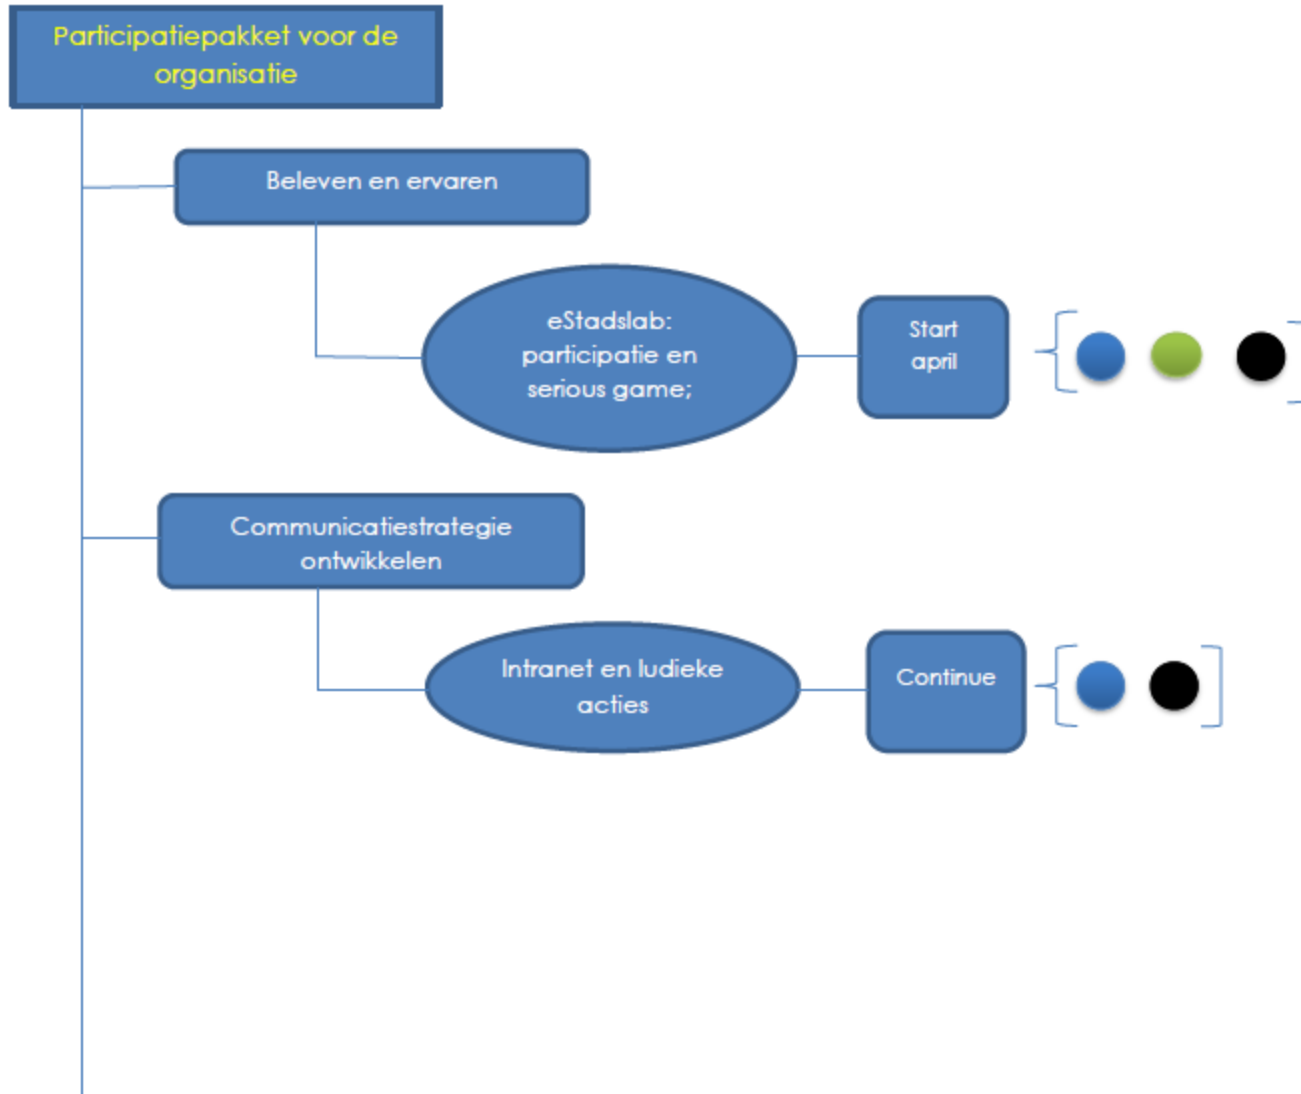 Participatiepakket voor de
organisatie
Beleven en ervaren
eStadslab:
participatie en
serious game;
Start
april
Communicatiestrategie
ontwikkelen
Intranet en ludieke
acties
Continue